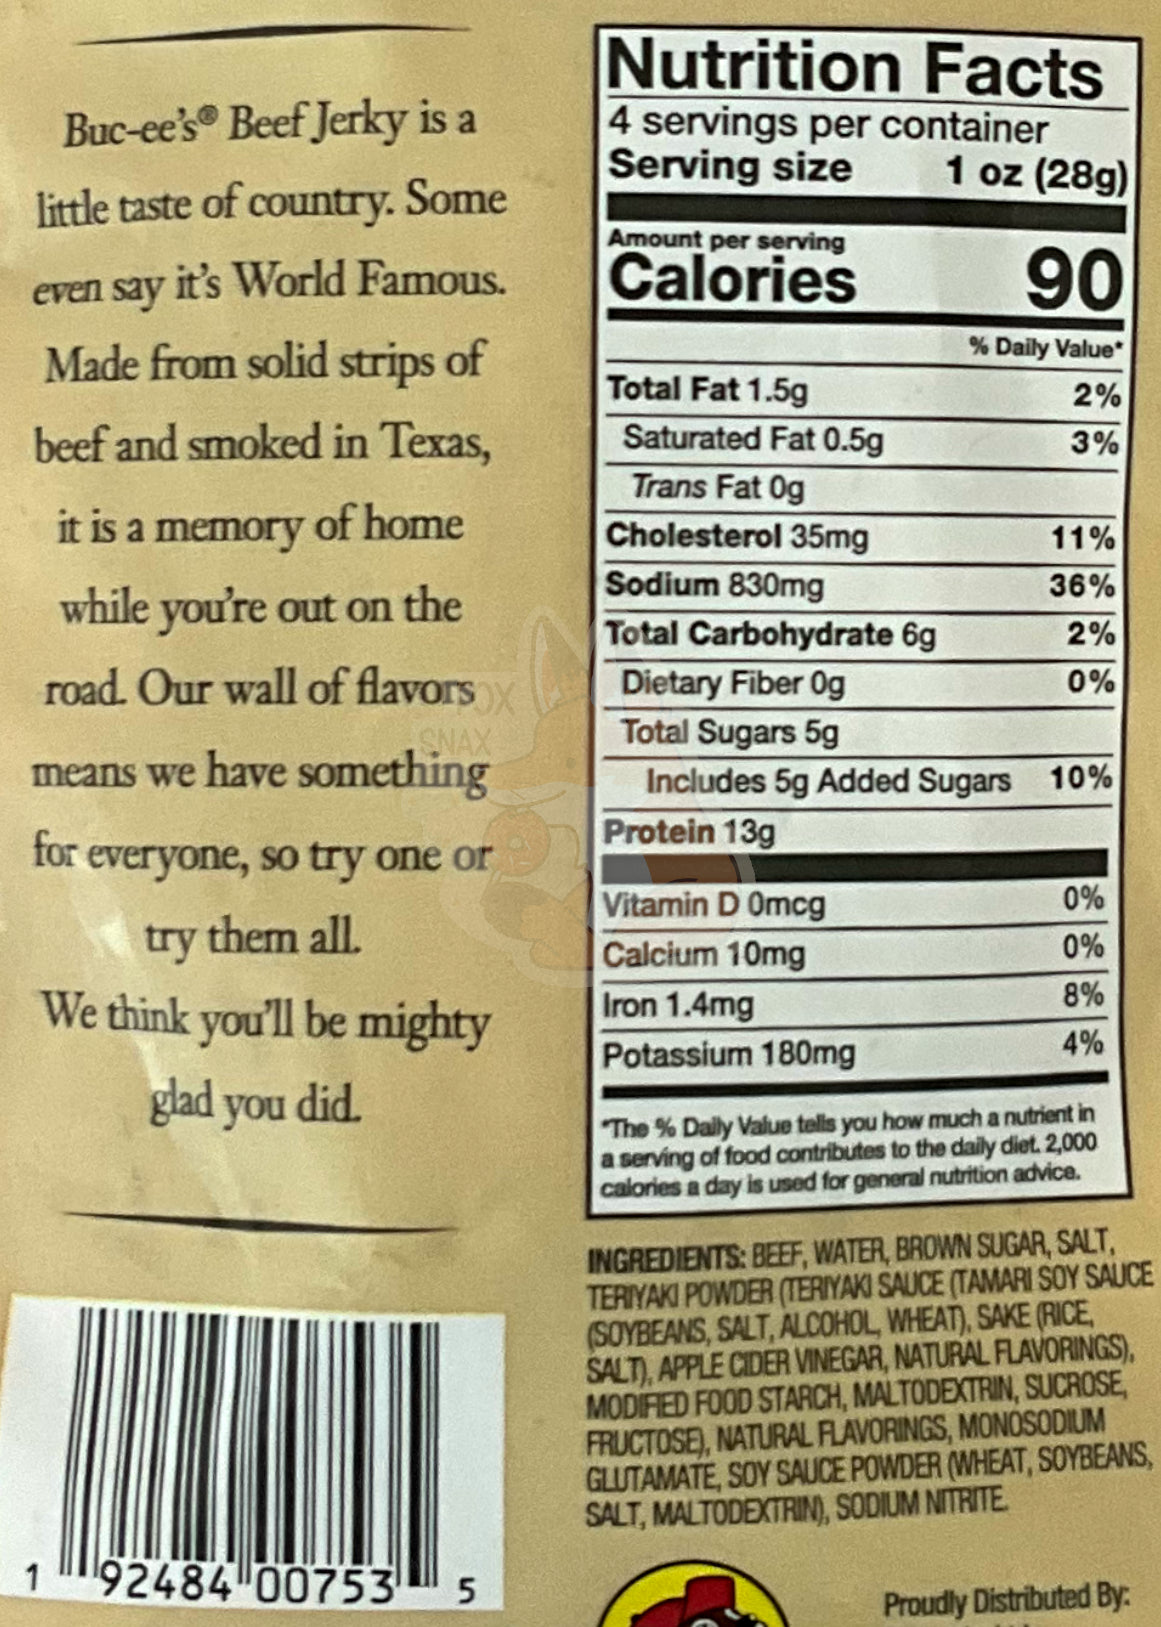 Buc-ee's® Beef Jerky is a
little taste of country. Some
even say it's World Famous.
Made from solid strips of
beef and smoked in Texas,
it is a memory of home
while you're out on the
road. Our wall of flavors
means we have something
for everyone, so try one or
try them all.
We think you'll be mighty
glad you did.
1 92484 00753 5
Nutrition Facts
4 servings per container
Serving size 1 oz (28g)
Amount per serving
Calories 90
% Daily Value*
Total Fat 1.5g 2%
Saturated Fat 0.5g 3%
Trans Fat 0g
Cholesterol 35mg 11%
Sodium 830mg 36%
Total Carbohydrate 6g 2%
Dietary Fiber 0g 0%
Total Sugars 5g
Includes 5g Added Sugars 10%
Protein 13g
Vitamin D 0mcg 0%
Calcium 10mg 0%
Iron 1.4mg 8%
Potassium 180mg 4%
*The % Daily Value tells you how much a nutrient in
a serving of food contributes to the daily diet. 2,000
calories a day is used for general nutrition advice.
INGREDIENTS: BEEF, WATER, BROWN SUGAR, SALT,
TERIYAKI POWDER (TERIYAKI SAUCE (TAMARI SOY SAUCE
(SOYBEANS, SALT, ALCOHOL, WHEAT), SAKE (RICE,
SALT), APPLE CIDER VINEGAR, NATURAL FLAVORINGS),
MODIFIED FOOD STARCH, MALTODEXTRIN, SUCROSE,
FRUCTOSE), NATURAL FLAVORINGS, MONOSODIUM
GLUTAMATE, SOY SAUCE POWDER (WHEAT, SOYBEANS,
SALT, MALTODEXTRIN), SODIUM NITRITE.
Proudly Distributed By:
SNAX